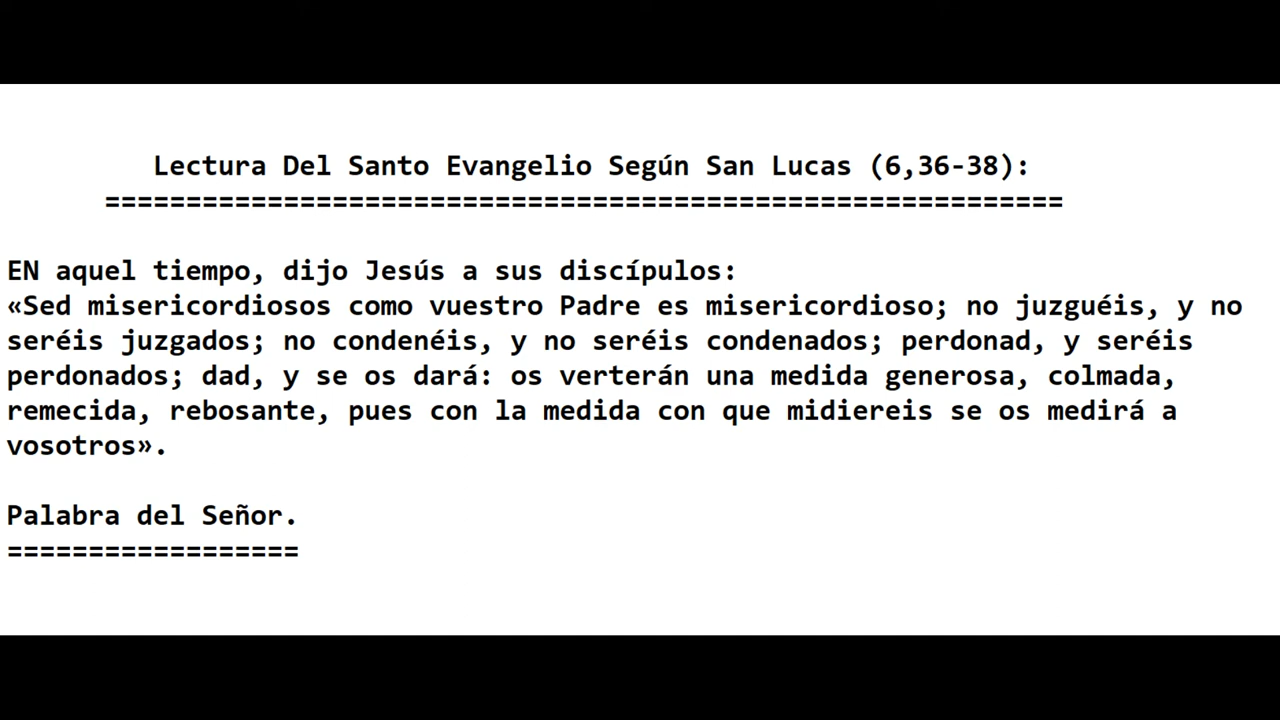 Lectura Del Santo Evangelio Según San Lucas (6,36-38):
===========================================================
EN aquel tiempo, dijo Jesús a sus discípulos:
«Sed misericordiosos como vuestro Padre es misericordioso; no juzguéis, y no
seréis juzgados; no condenéis, y no seréis condenados; perdonad, y seréis
perdonados; dad, y se os dará: os verterán una medida generosa, colmada,
remecida, rebosante, pues con la medida con que midiereis se os medirá a
vosotros».
Palabra del Señor.
==================